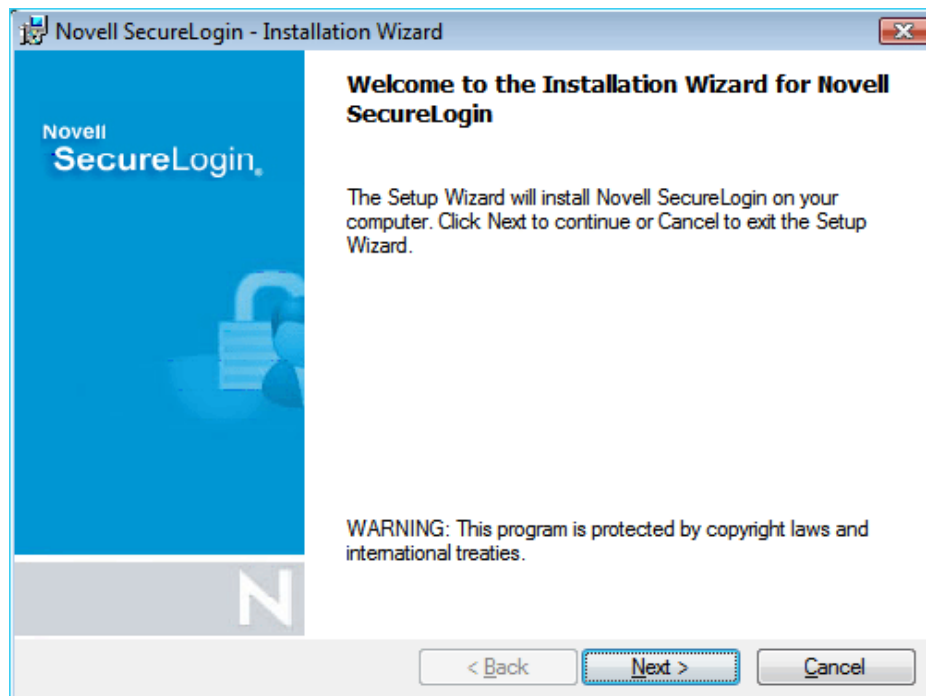 Novell SecureLogin - Installation Wizard
Novell
SecureLogin®
Welcome to the Installation Wizard for Novell
SecureLogin
The Setup Wizard will install Novell SecureLogin on your
computer. Click Next to continue or Cancel to exit the Setup
Wizard.
WARNING: This program is protected by copyright laws and
international treaties.
N
< Back
Next >
Cancel